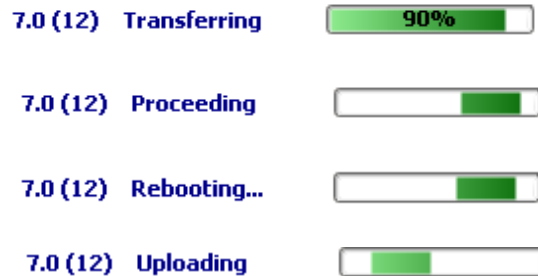 7.0 (12) Transferring 90%
7.0 (12) Proceeding
7.0 (12) Rebooting...
7.0 (12) Uploading